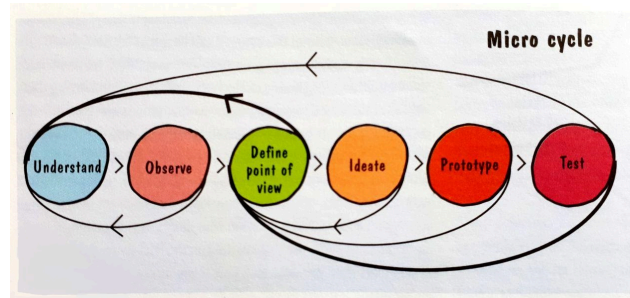 Micro cycle
Understand > Observe > Define point of view > Ideate > Prototype > Test